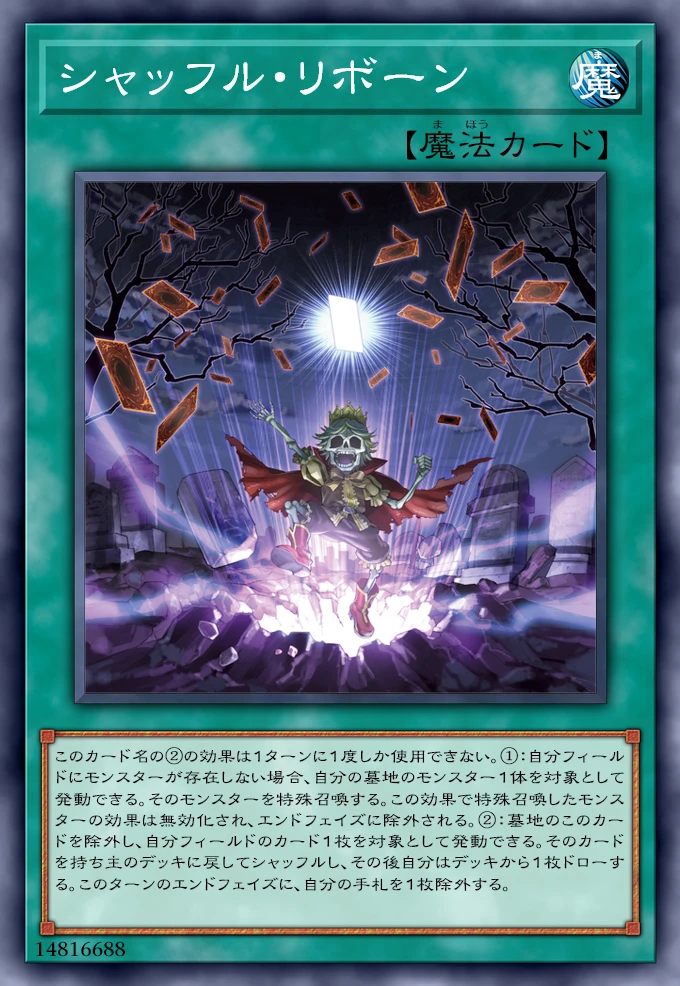 シャッフル・リボーン
魔
ま
【魔法カード】
ま ほう
このカード名の②の効果は1ターンに1度しか使用できない。①：自分フィール
ドにモンスターが存在しない場合、自分の墓地のモンスター1体を対象として
発動できる。そのモンスターを特殊召喚する。この効果で特殊召喚したモンス
ターの効果は無効化され、エンドフェイズに除外される。②：墓地のこのカー
ドを除外し、自分フィールドのカード1枚を対象として発動できる。そのカード
を持ち主のデッキに戻してシャッフルし、その後自分はデッキから1枚ドローす
る。このターンのエンドフェイズに、自分の手札を1枚除外する。
14816688